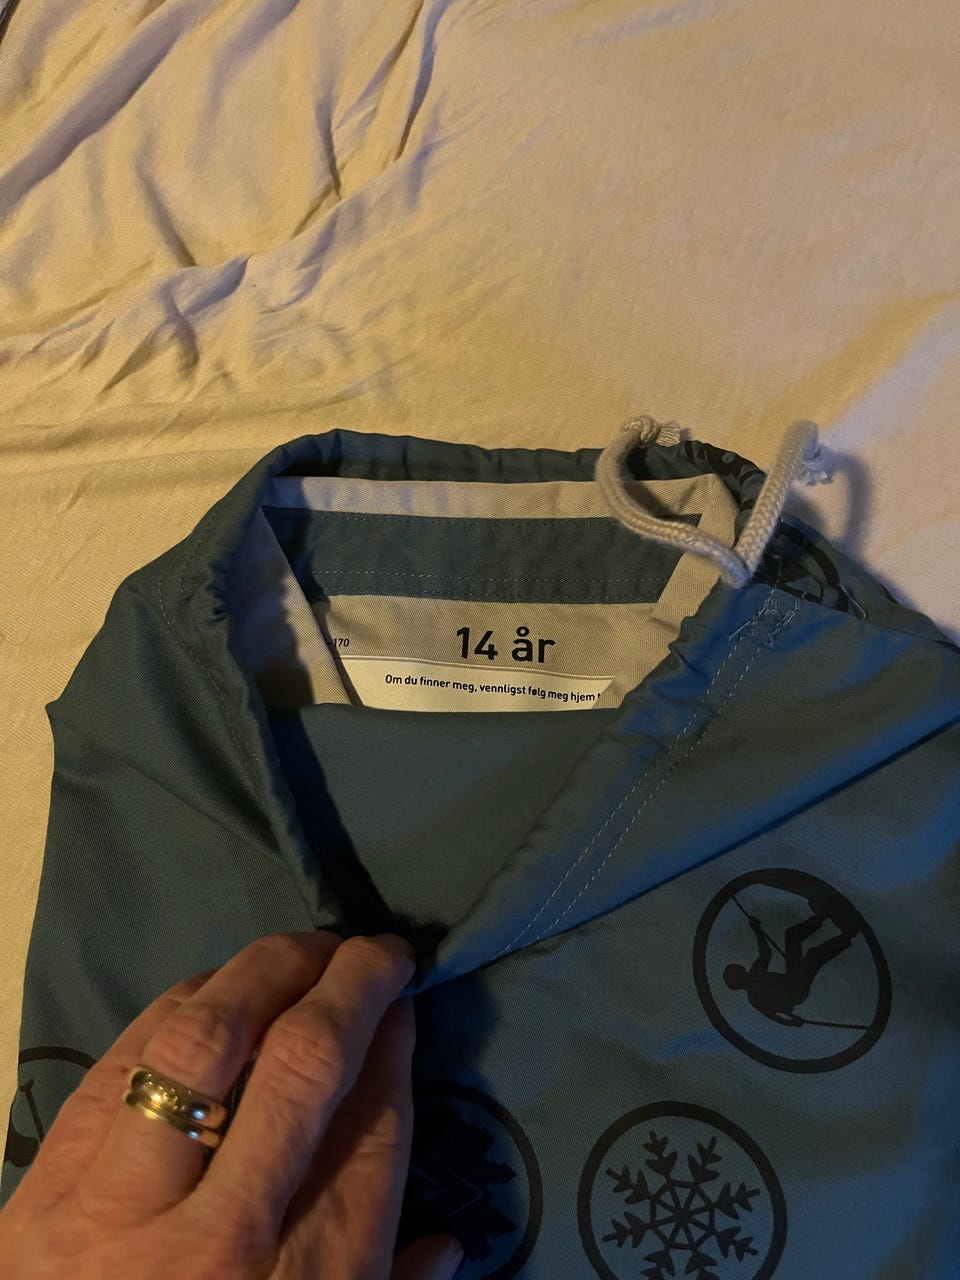 -170
14 år
Om du finner meg, vennligst følg meg hjem